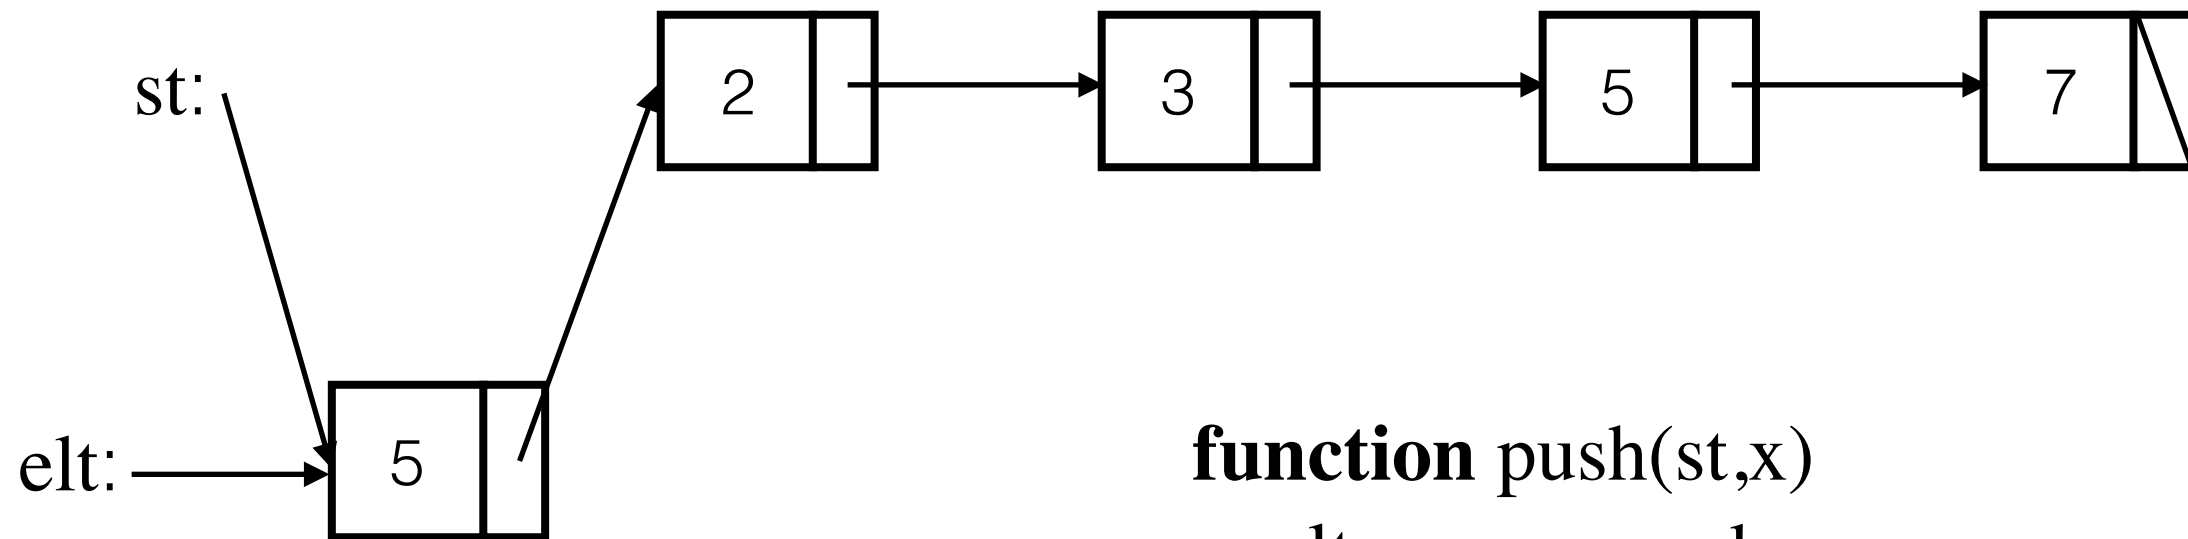 st: 2 3 5 7
elt: 5
function push(st,x)